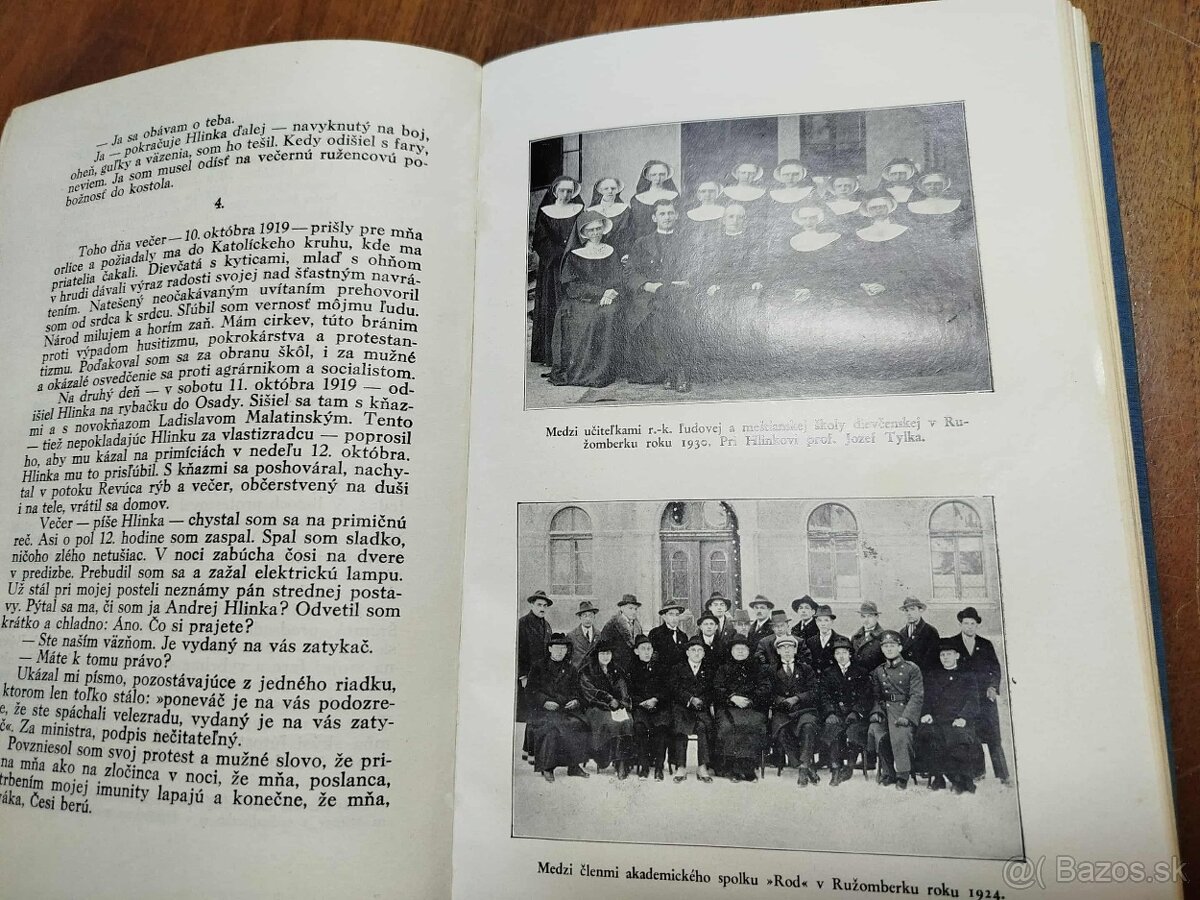 — Ja sa obávam o teba.
Ja — pokračuje Hlinka ďalej — navyknutý na boj,
oheň, guľky a väzenia, som ho tešil. Kedy odišiel s fary,
neviem. Ja som musel odísť na večernú ružencovú po-
božnosť do kostola.
4.
Toho dňa večer — 10. októbra 1919 — prišly pre mňa
orlice a požiadaly ma do Katolíckeho kruhu, kde ma
priatelia čakali. Dievčatá s kyticami, mlaď s ohňom
v hrudi dávali výraz radosti svojej nad šťastným navrá-
tením. Natešený neočakávaným uvítaním prehovoril
som od srdca k srdcu. Sľúbil som vernosť môjmu ľudu.
Národ milujem a horím zaň. Mám cirkev, túto bránim
proti výpadom husitizmu, pokrokárstva a protestan-
tizmu. Poďakoval som sa za obranu škôl, i za mužné
a okázalé osvedčenie sa proti agrárnikom a socialistom.
Na druhý deň — v sobotu 11. októbra 1919 — od-
išiel Hlinka na rybačku do Osady. Sišiel sa tam s kňaz-
mi a s novokňazom Ladislavom Malatinským. Tento
— tiež nepokladajúc Hlinku za vlastizradcu — poprosil
ho, aby mu kázal na primíciách v nedeľu 12. októbra.
Hlinka mu to prisľúbil. S kňazmi sa poshováral, nachy-
tal v potoku Revúca rýb a večer, občerstvený na duši
i na tele, vrátil sa domov.
Večer — píše Hlinka — chystal som sa na primičnú
reč. Asi o pol 12. hodine som zaspal. Spal som sladko,
ničoho zlého netušiac. V noci zabúcha čosi na dvere
v predizbe. Prebudil som sa a zažal elektrickú lampu.
Už stál pri mojej posteli neznámy pán strednej posta-
vy. Pýtal sa ma, či som ja Andrej Hlinka? Odvetil som
krátko a chladno: Áno. Čo si prajete?
— Ste naším väzňom. Je vydaný na vás zatykač.
— Máte k tomu právo?
Ukázal mi písmo, pozostávajúce z jedného riadku,
ktorom len toľko stálo: »poneváč je na vás podozre-
e, že ste spáchali velezradu, vydaný je na vás zaty-
č«. Za ministra, podpis nečitateľný.
Povzniesol som svoj protest a mužné slovo, že pri-
na mňa ako na zločinca v noci, že mňa, poslanca,
trbením mojej imunity lapajú a konečne, že mňa,
váka, Česi berú.
Medzi učiteľkami r.-k. ľudovej a meštianskej školy dievčenskej v Ru-
žomberku roku 1930. Pri Hlinkovi prof. Jozef Tylka.
Medzi členmi akademického spolku »Rod« v Ružomberku roku 1924.
@( Bazos.sk